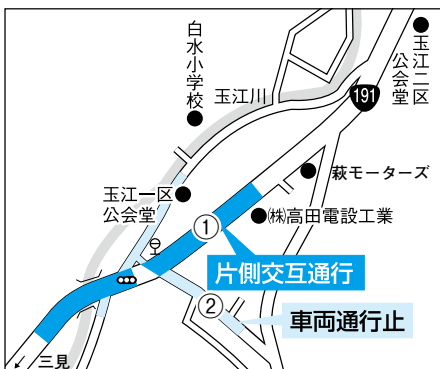 白水小学校
玉江川
玉江二区
公会堂
191
萩モーターズ
玉江一区
公会堂
①
㈱高田電設工業
片側交互通行
②
車両通行止
三見